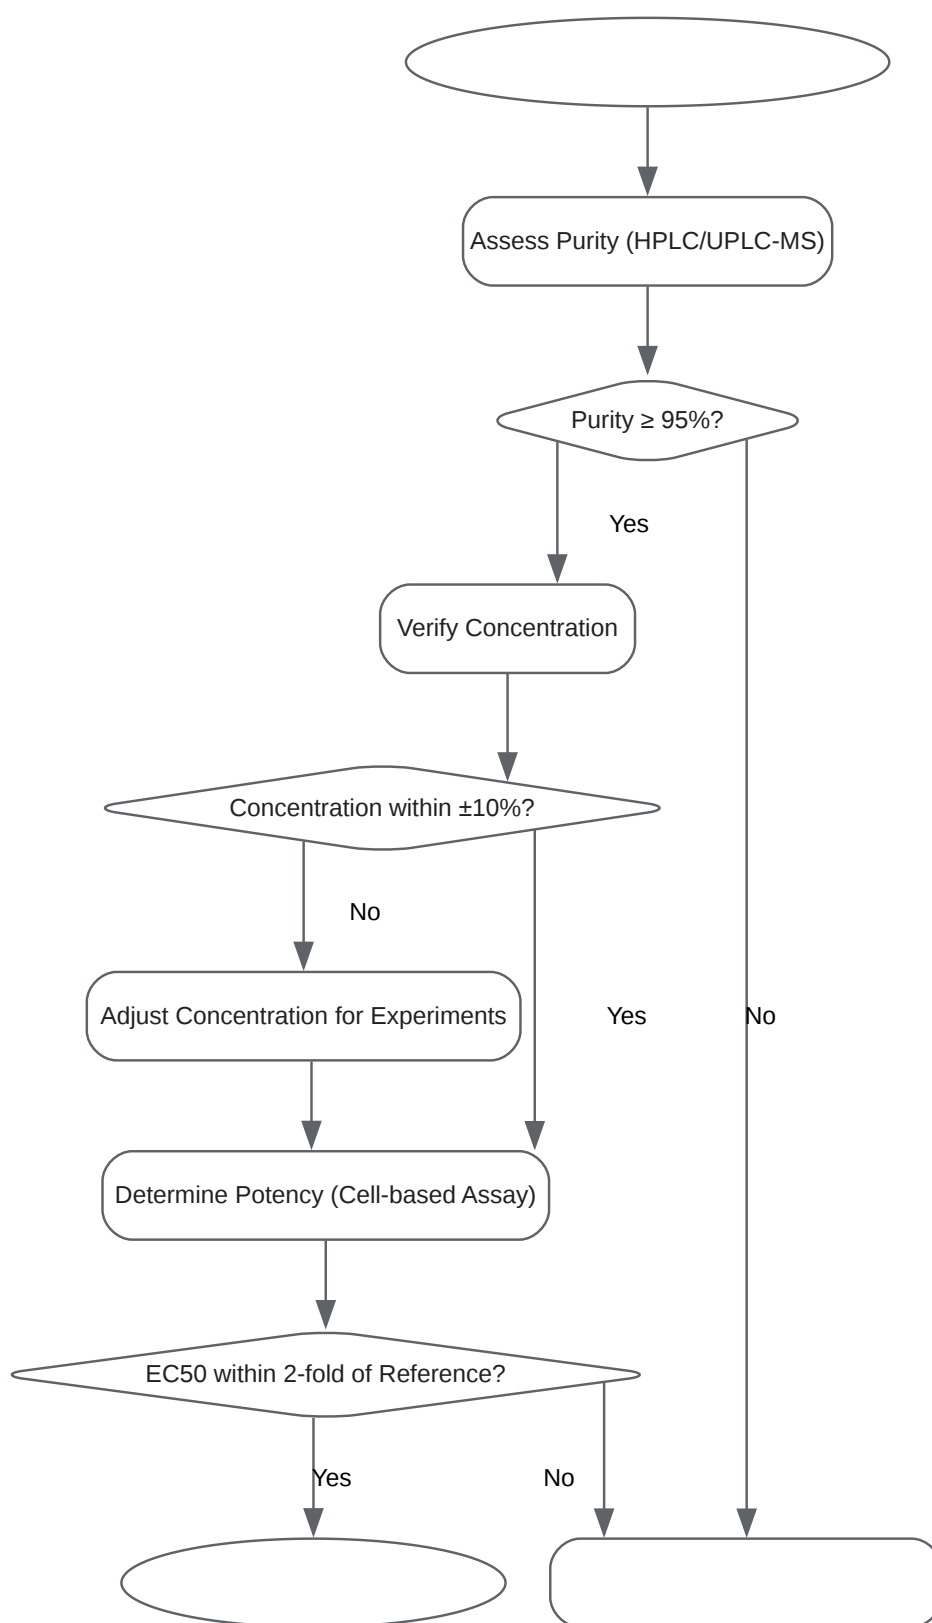 Assess Purity (HPLC/UPLC-MS)
Purity ≥ 95%?
Yes
Verify Concentration
Concentration within ±10%?
No
Adjust Concentration for Experiments
Yes
No
Determine Potency (Cell-based Assay)
EC50 within 2-fold of Reference?
Yes
No